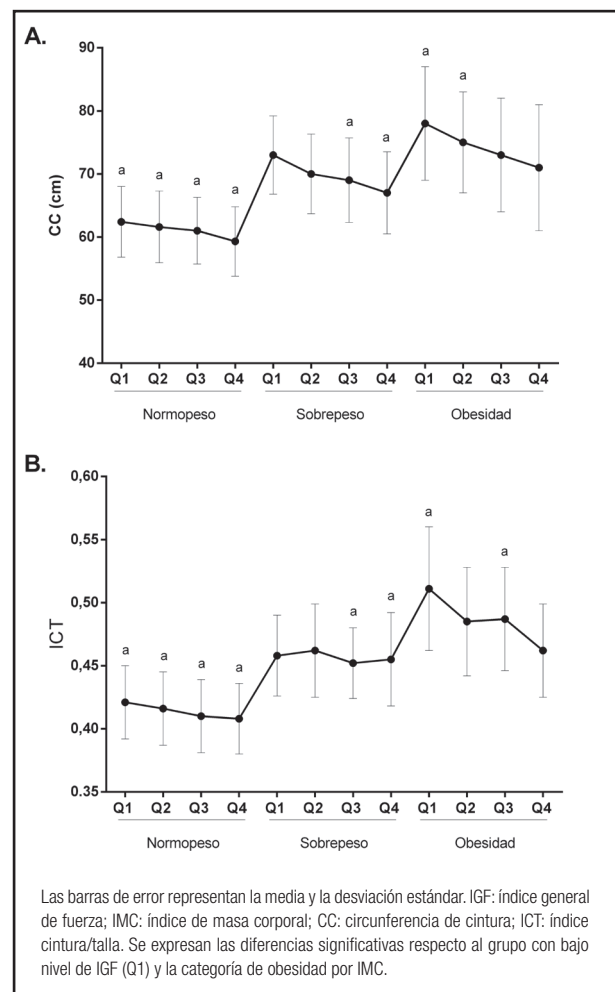 A.
90
80
70
60
50
40
CC (cm)
a a a a a a a a
Q1 Q2 Q3 Q4 Q1 Q2 Q3 Q4 Q1 Q2 Q3 Q4
Normopeso Sobrepeso Obesidad
B.
0,60
0,55
0,50
0,45
0,40
0.35
ICT
a a a a a a a a
Q1 Q2 Q3 Q4 Q1 Q2 Q3 Q4 Q1 Q2 Q3 Q4
Normopeso Sobrepeso Obesidad
Las barras de error representan la media y la desviación estándar. IGF: índice general
de fuerza; IMC: índice de masa corporal; CC: circunferencia de cintura; ICT: índice
cintura/talla. Se expresan las diferencias significativas respecto al grupo con bajo
nivel de IGF (Q1) y la categoría de obesidad por IMC.